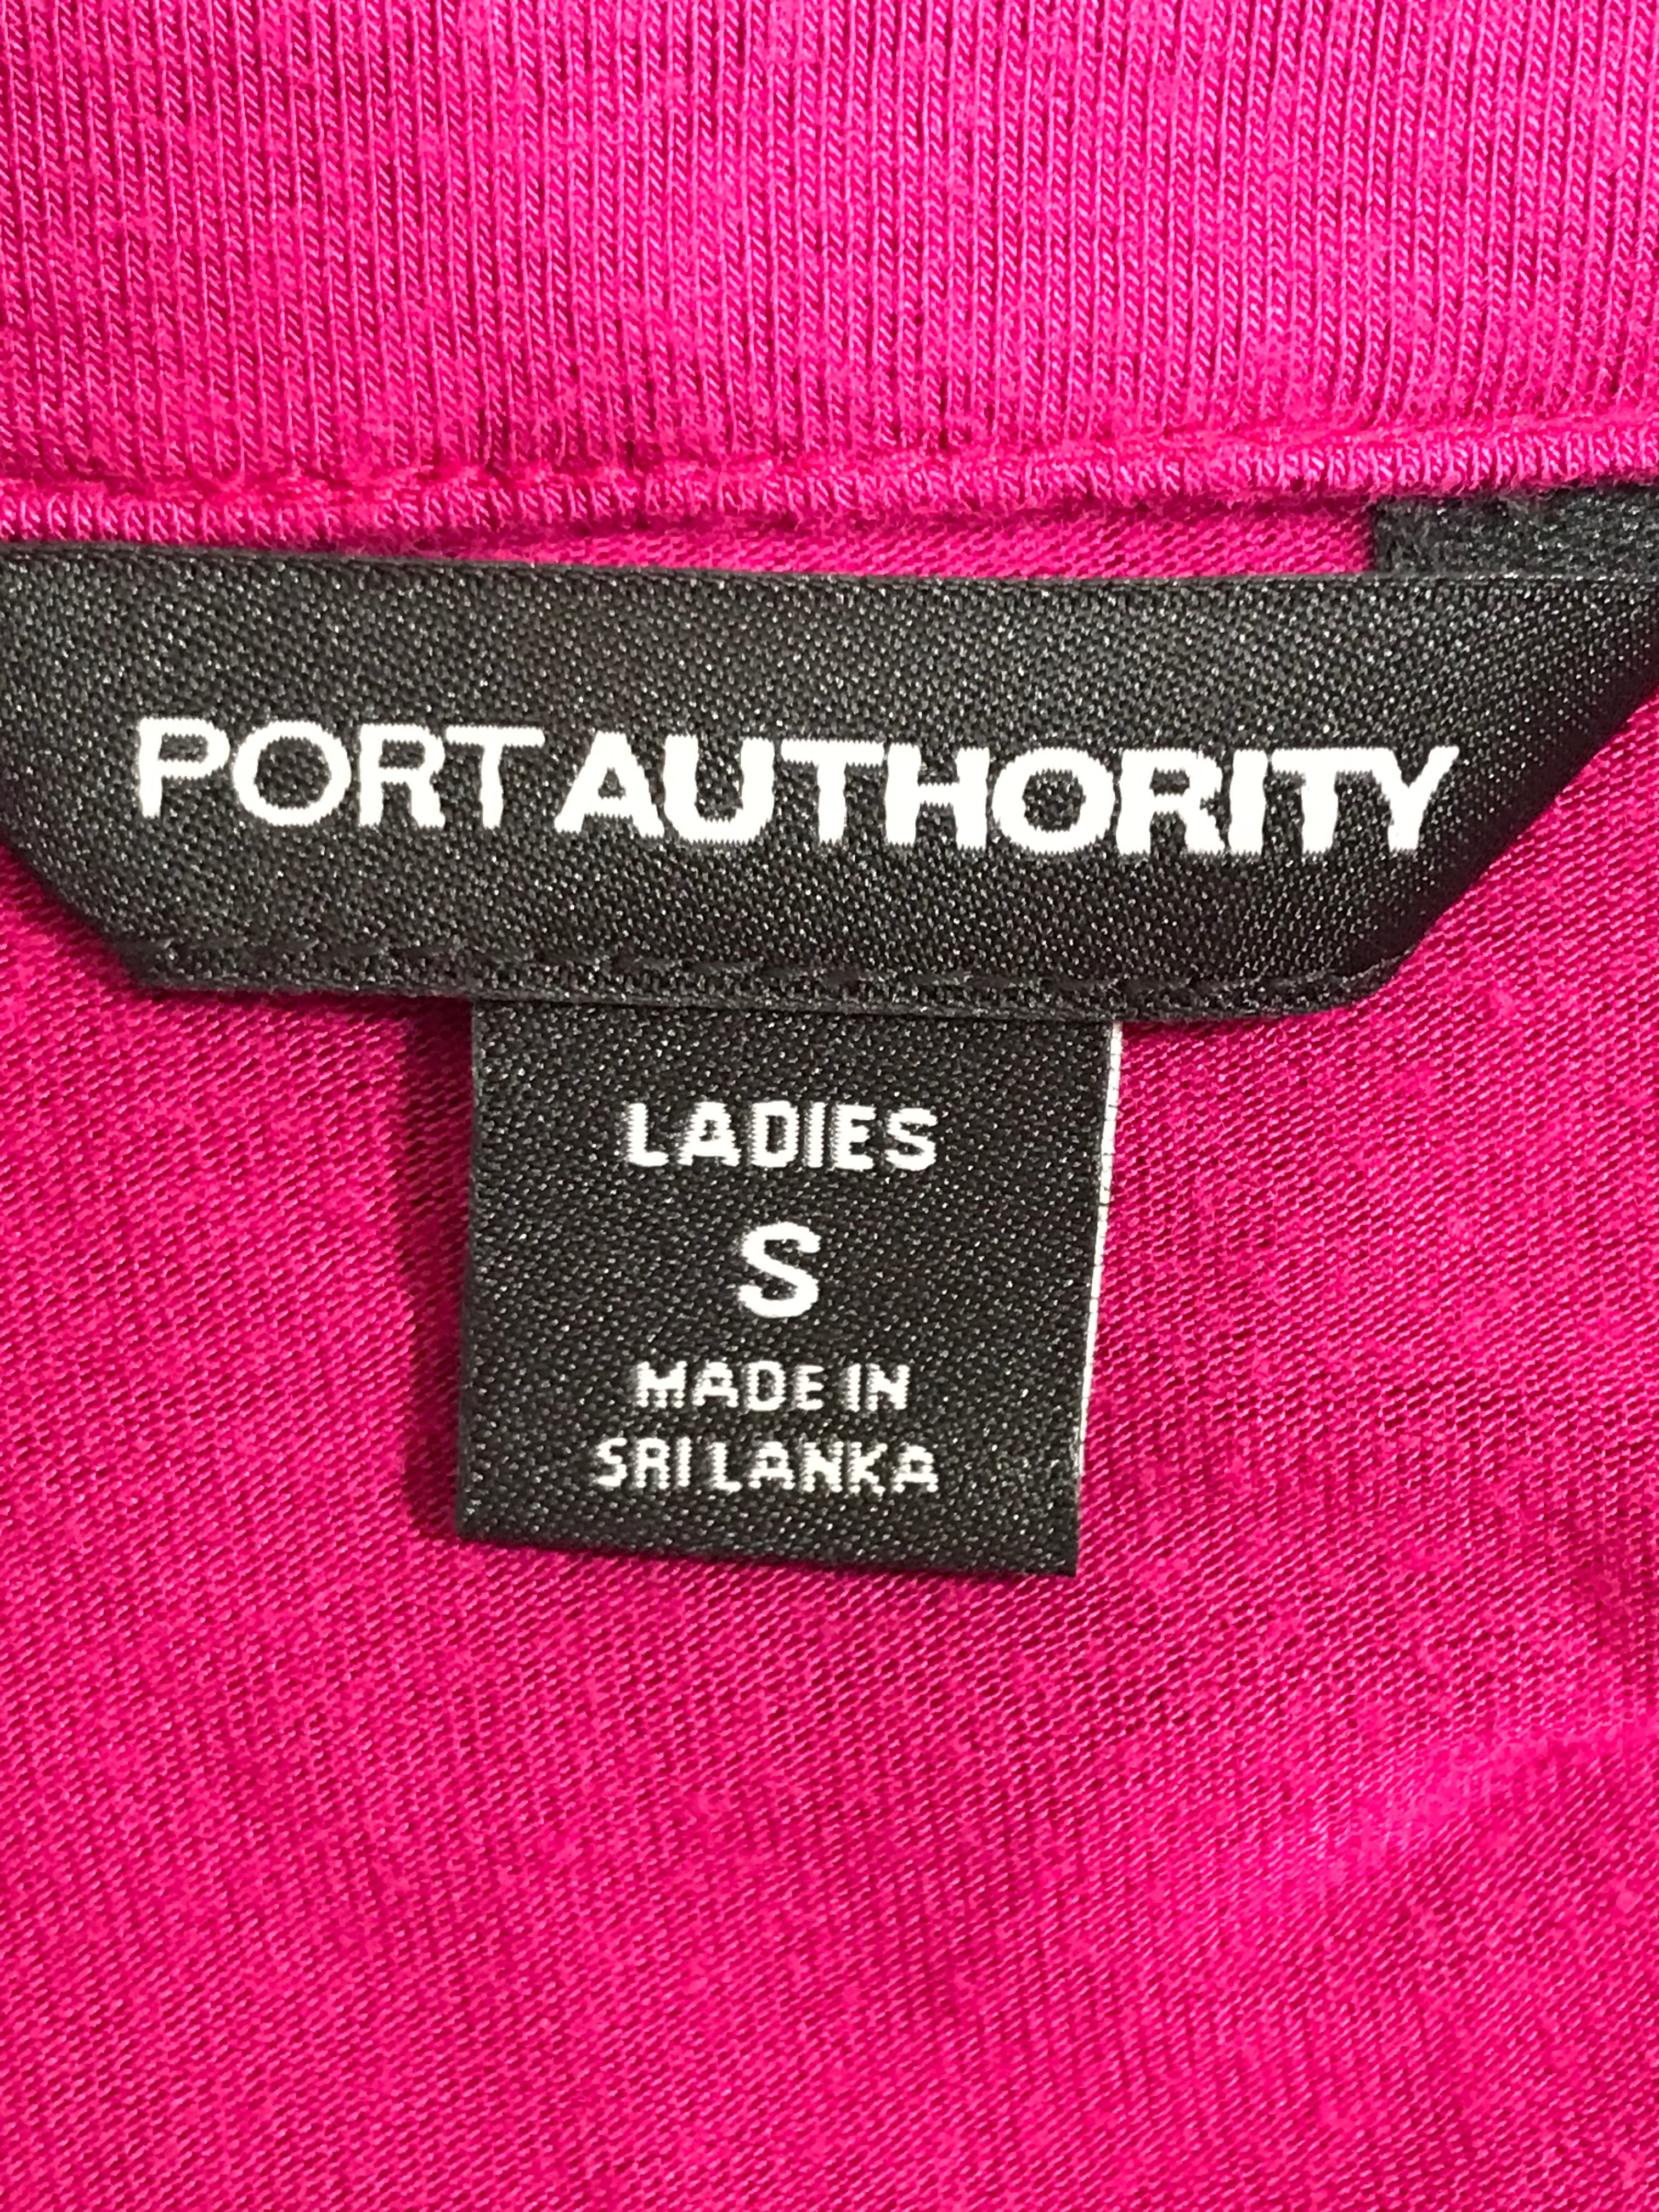 PORT AUTHORITY
LADIES
S
MADE IN
SRI LANKA